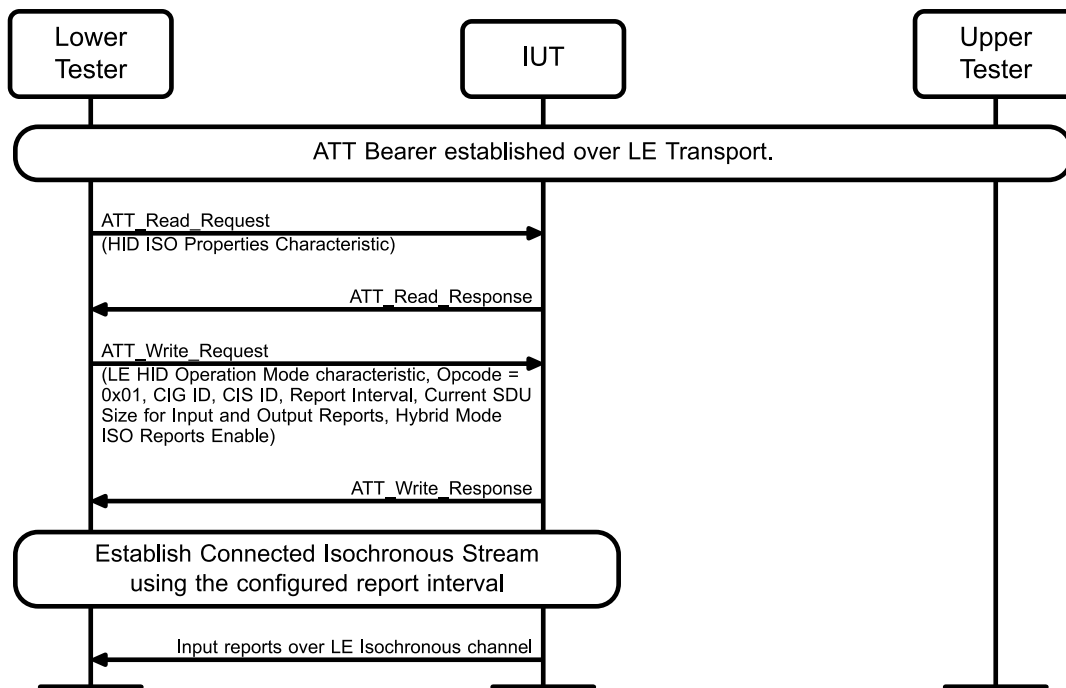 Lower
Tester
IUT
Upper
Tester
ATT Bearer established over LE Transport.
ATT_Read_Request
(HID ISO Properties Characteristic)
ATT_Read_Response
ATT_Write_Request
(LE HID Operation Mode characteristic, Opcode =
0x01, CIG ID, CIS ID, Report Interval, Current SDU
Size for Input and Output Reports, Hybrid Mode
ISO Reports Enable)
ATT_Write_Response
Establish Connected Isochronous Stream
using the configured report interval
Input reports over LE Isochronous channel